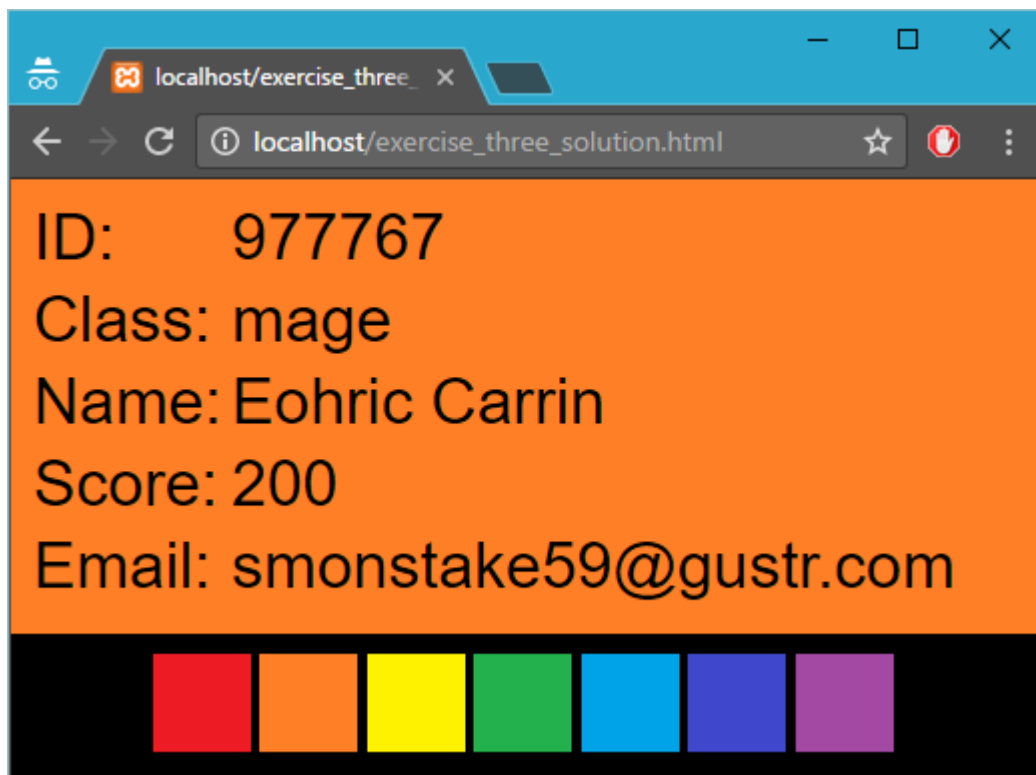 localhost/exercise_three_
localhost/exercise_three_solution.html
ID: 977767
Class: mage
Name: Eohric Carrin
Score: 200
Email: smonstake59@gustr.com